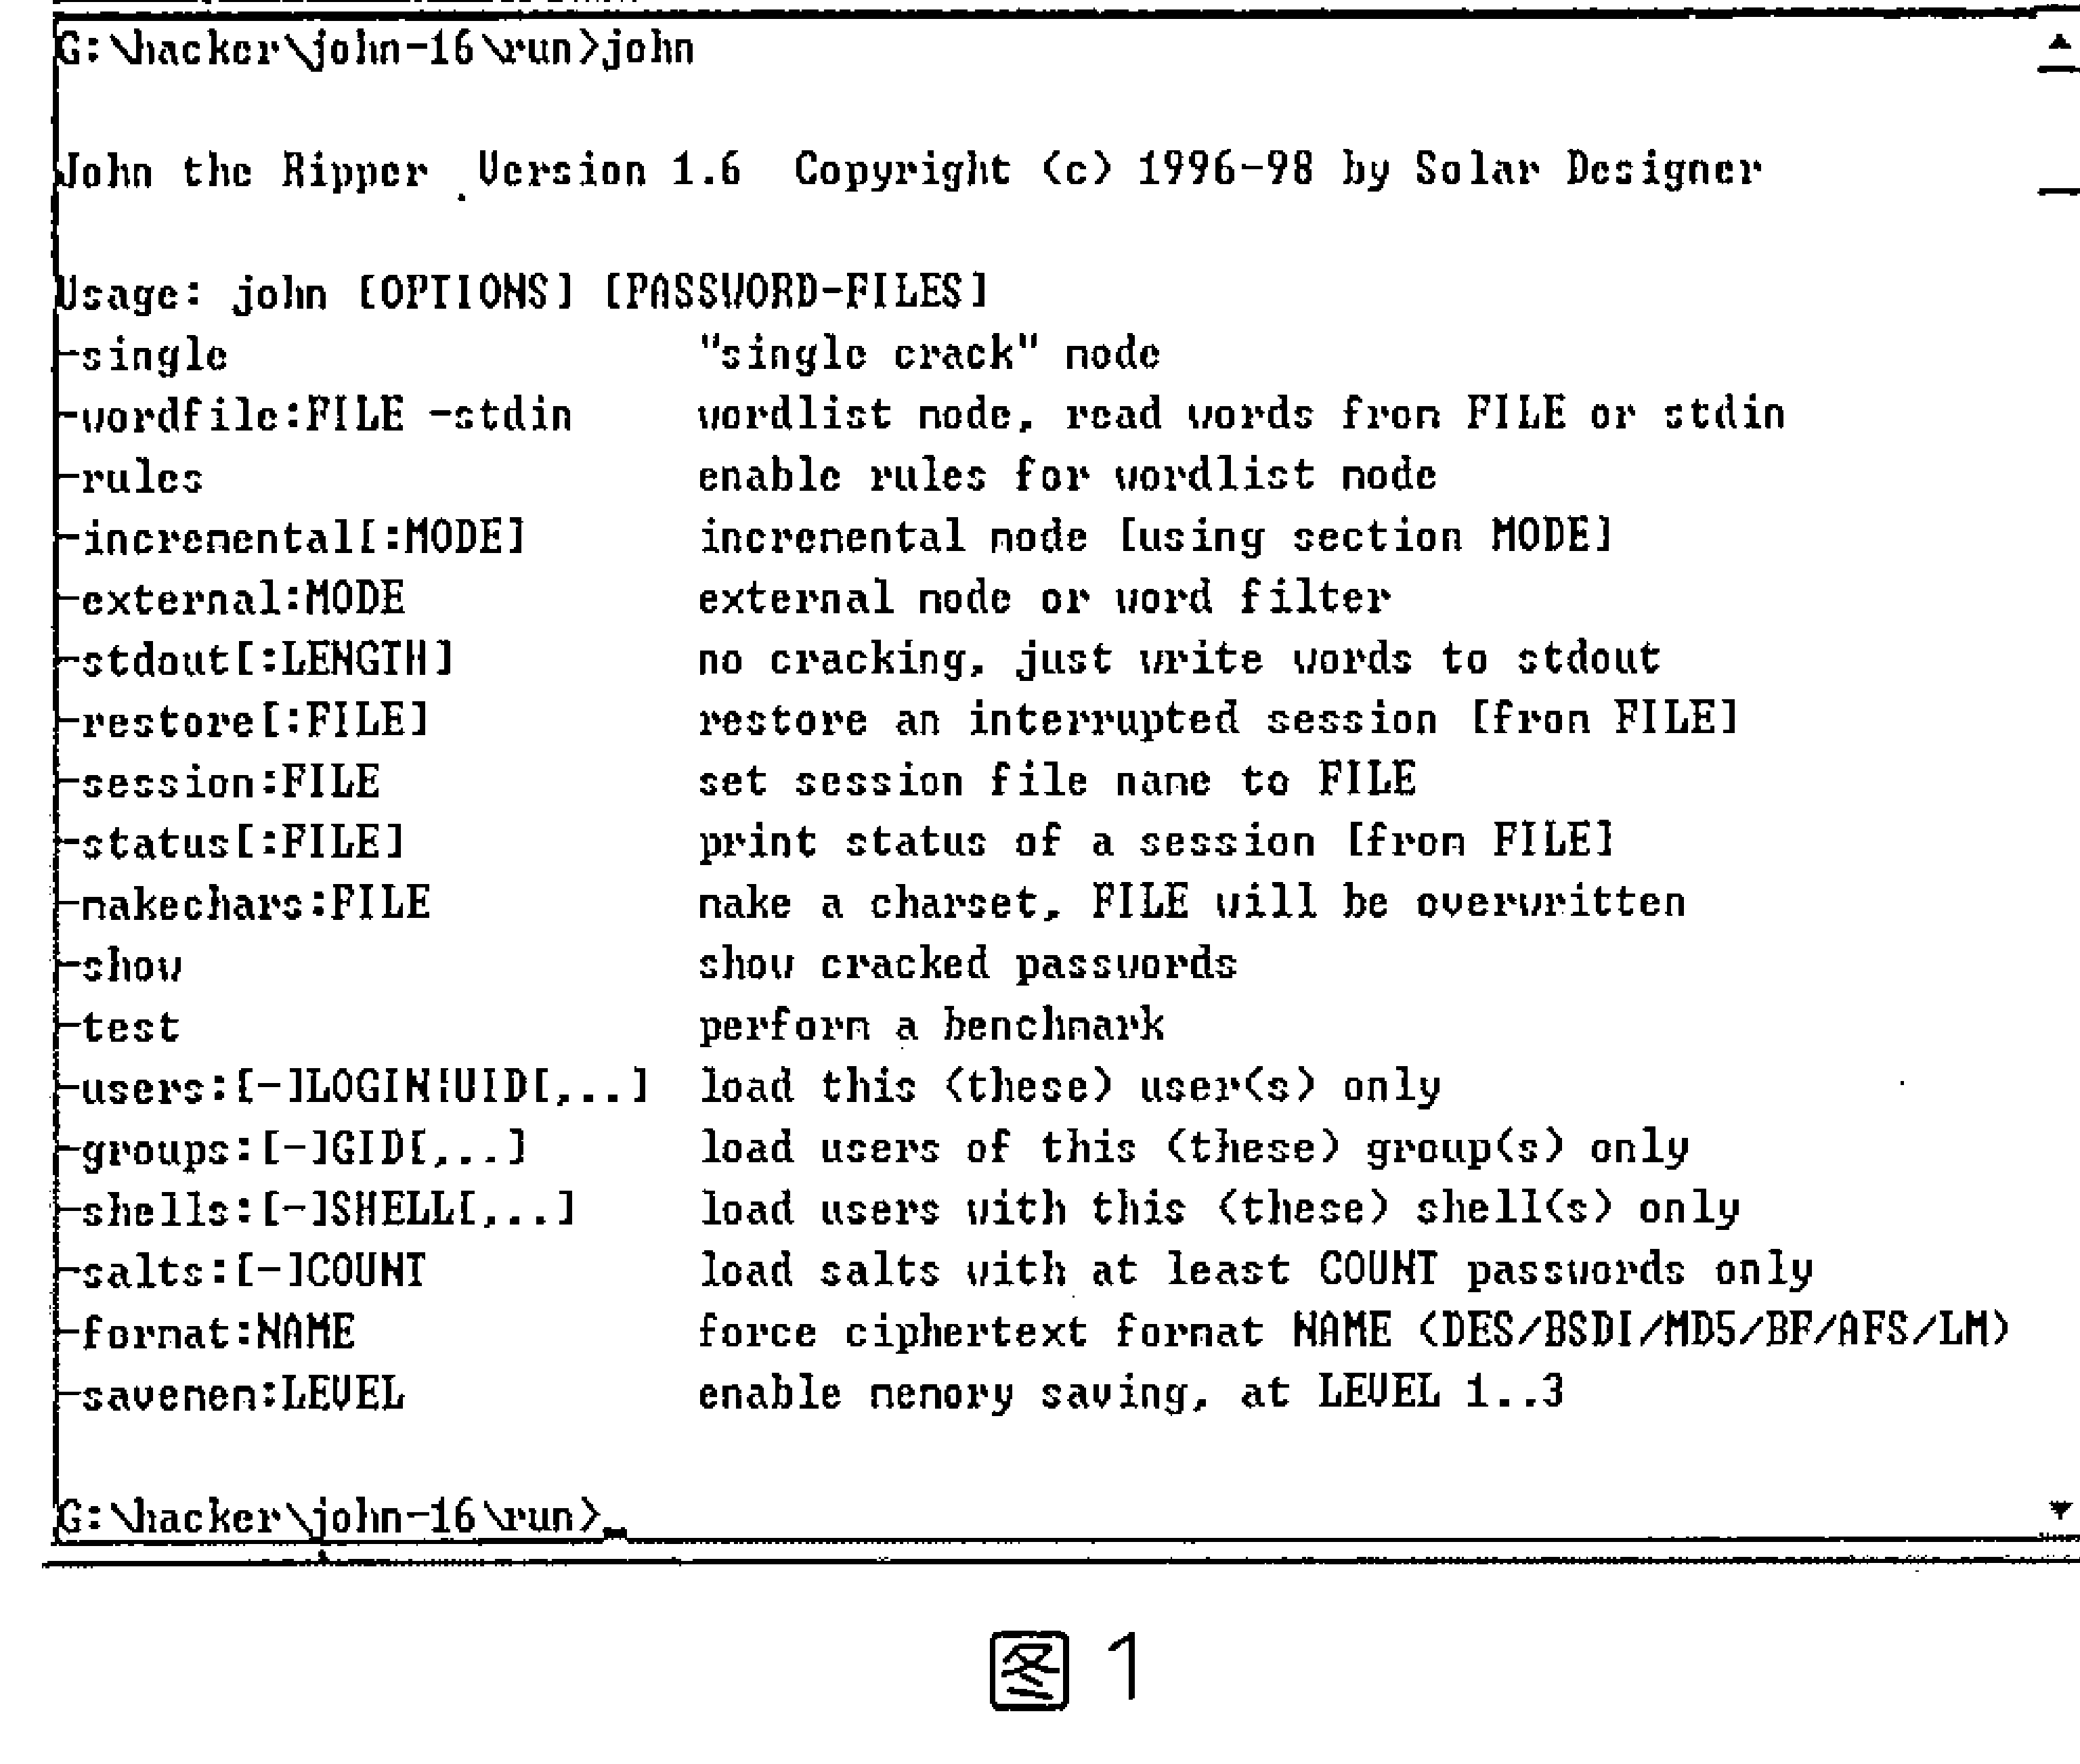 G:\hacker\john-16\run>john
John the Ripper  Version 1.6  Copyright (c) 1996-98 by Solar Designer
Usage: john [OPTIONS] [PASSWORD-FILES]
-single                   "single crack" mode
-wordfile:FILE -stdin     wordlist mode, read words from FILE or stdin
-rules                    enable rules for wordlist mode
-incremental[:MODE]       incremental mode [using section MODE]
-external:MODE            external mode or word filter
-stdout[:LENGTH]          no cracking, just write words to stdout
-restore[:FILE]           restore an interrupted session [from FILE]
-session:FILE             set session file name to FILE
-status[:FILE]            print status of a session [from FILE]
-makechars:FILE           make a charset, FILE will be overwritten
-show                     show cracked passwords
-test                     perform a benchmark
-users:[-]LOGIN|UID[,..]  load this (these) user(s) only
-groups:[-]GID[,..]       load users of this (these) group(s) only
-shells:[-]SHELL[,..]     load users with this (these) shell(s) only
-salts:[-]COUNT           load salts with at least COUNT passwords only
-format:NAME              force ciphertext format NAME (DES/BSDI/MD5/BF/AFS/LM)
-savemem:LEVEL            enable memory saving, at LEVEL 1..3
G:\hacker\john-16\run>_
图 1